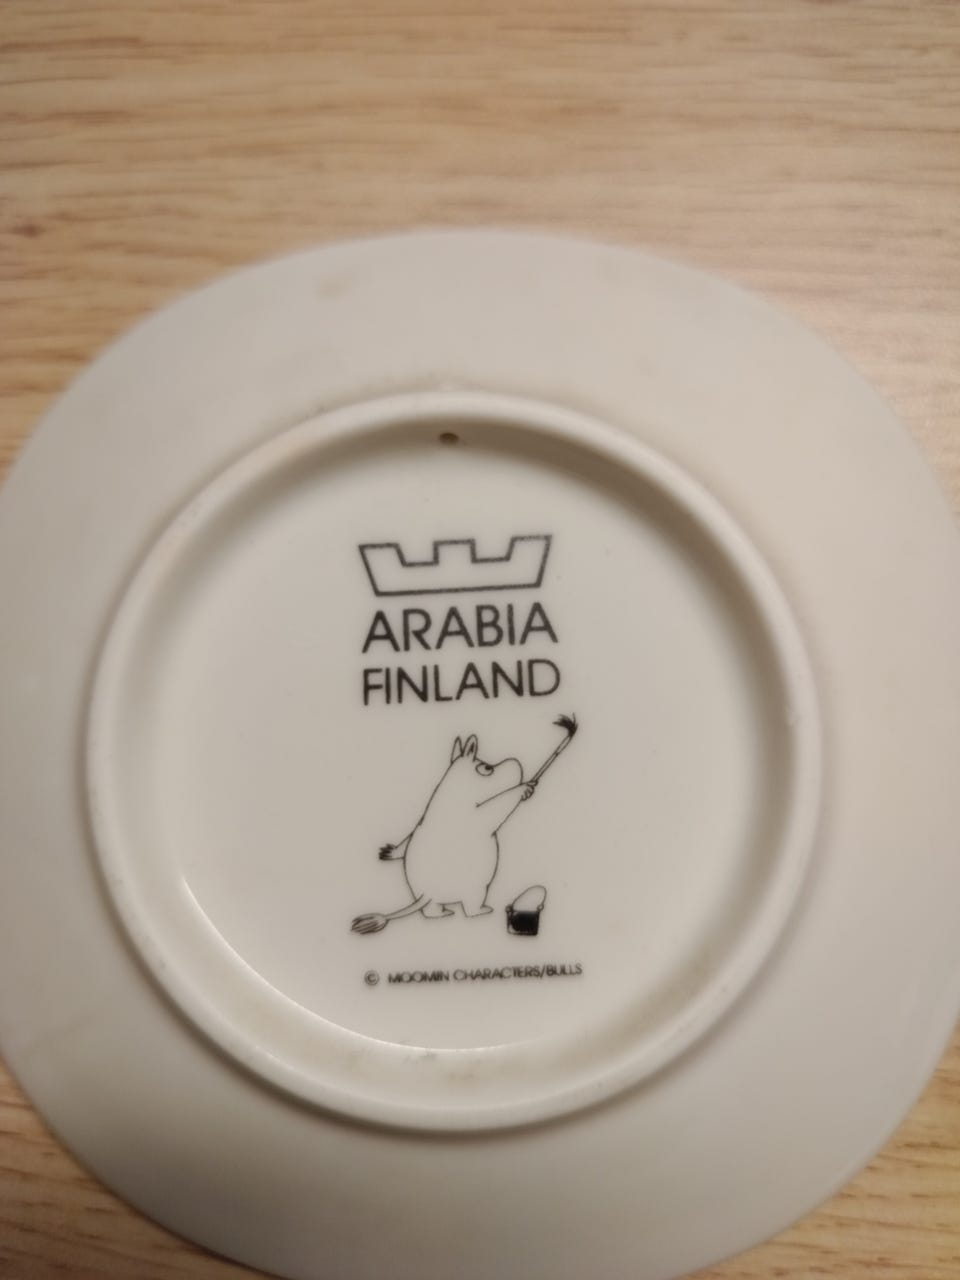 ARABIA
FINLAND
© MOOMIN CHARACTERS/BULLS